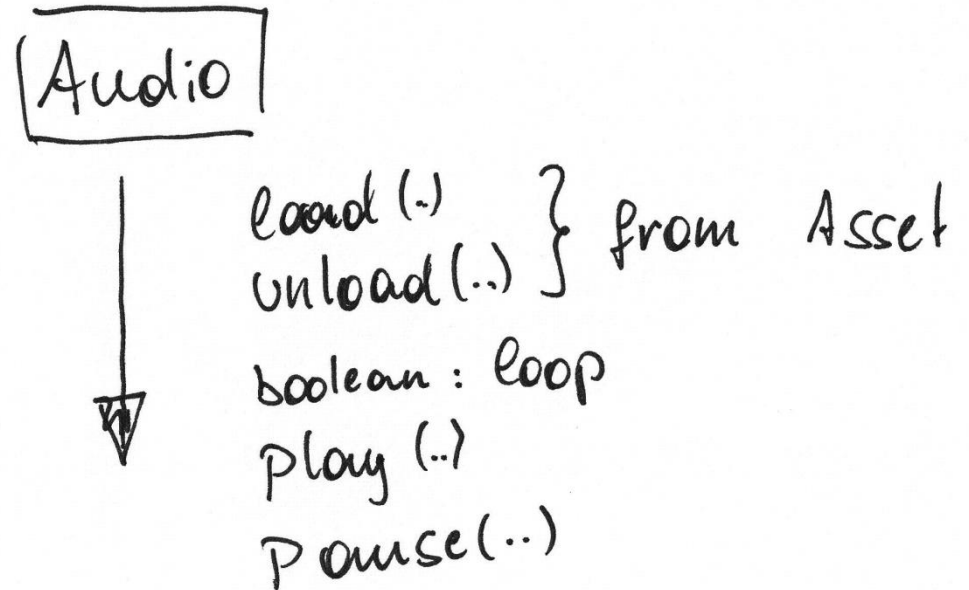 Audio
load (..)
unload (..) } from Asset
boolean : loop
play (..)
pause (..)